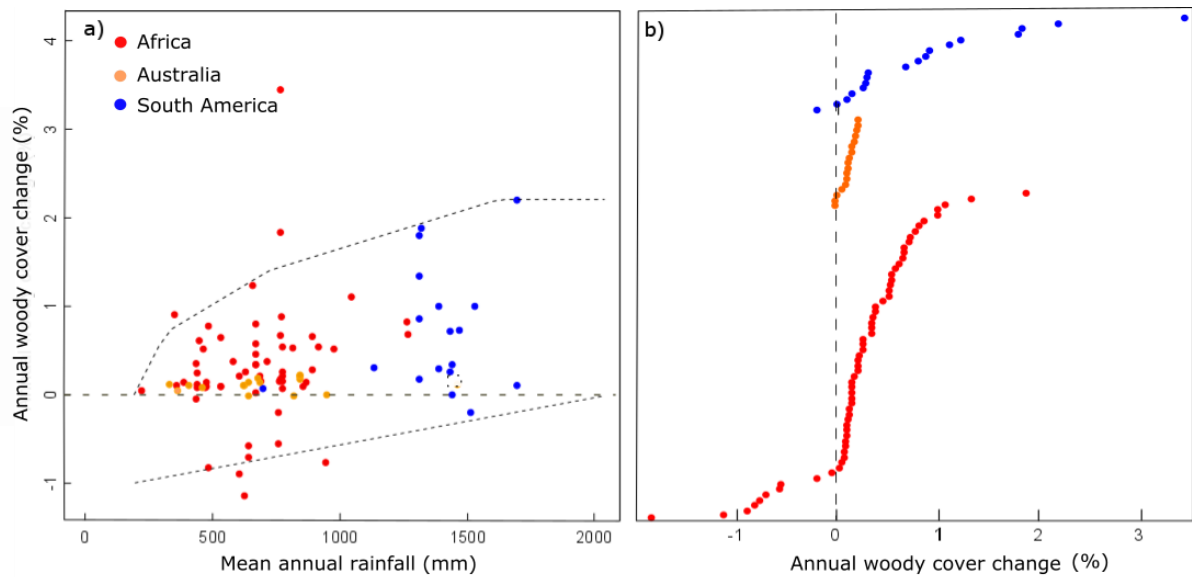 a)
Africa
Australia
South America
Annual woody cover change (%)
4
3
2
1
0
-1
0 500 1000 1500 2000
Mean annual rainfall (mm)
b)
-1 0 1 2 3
Annual woody cover change (%)